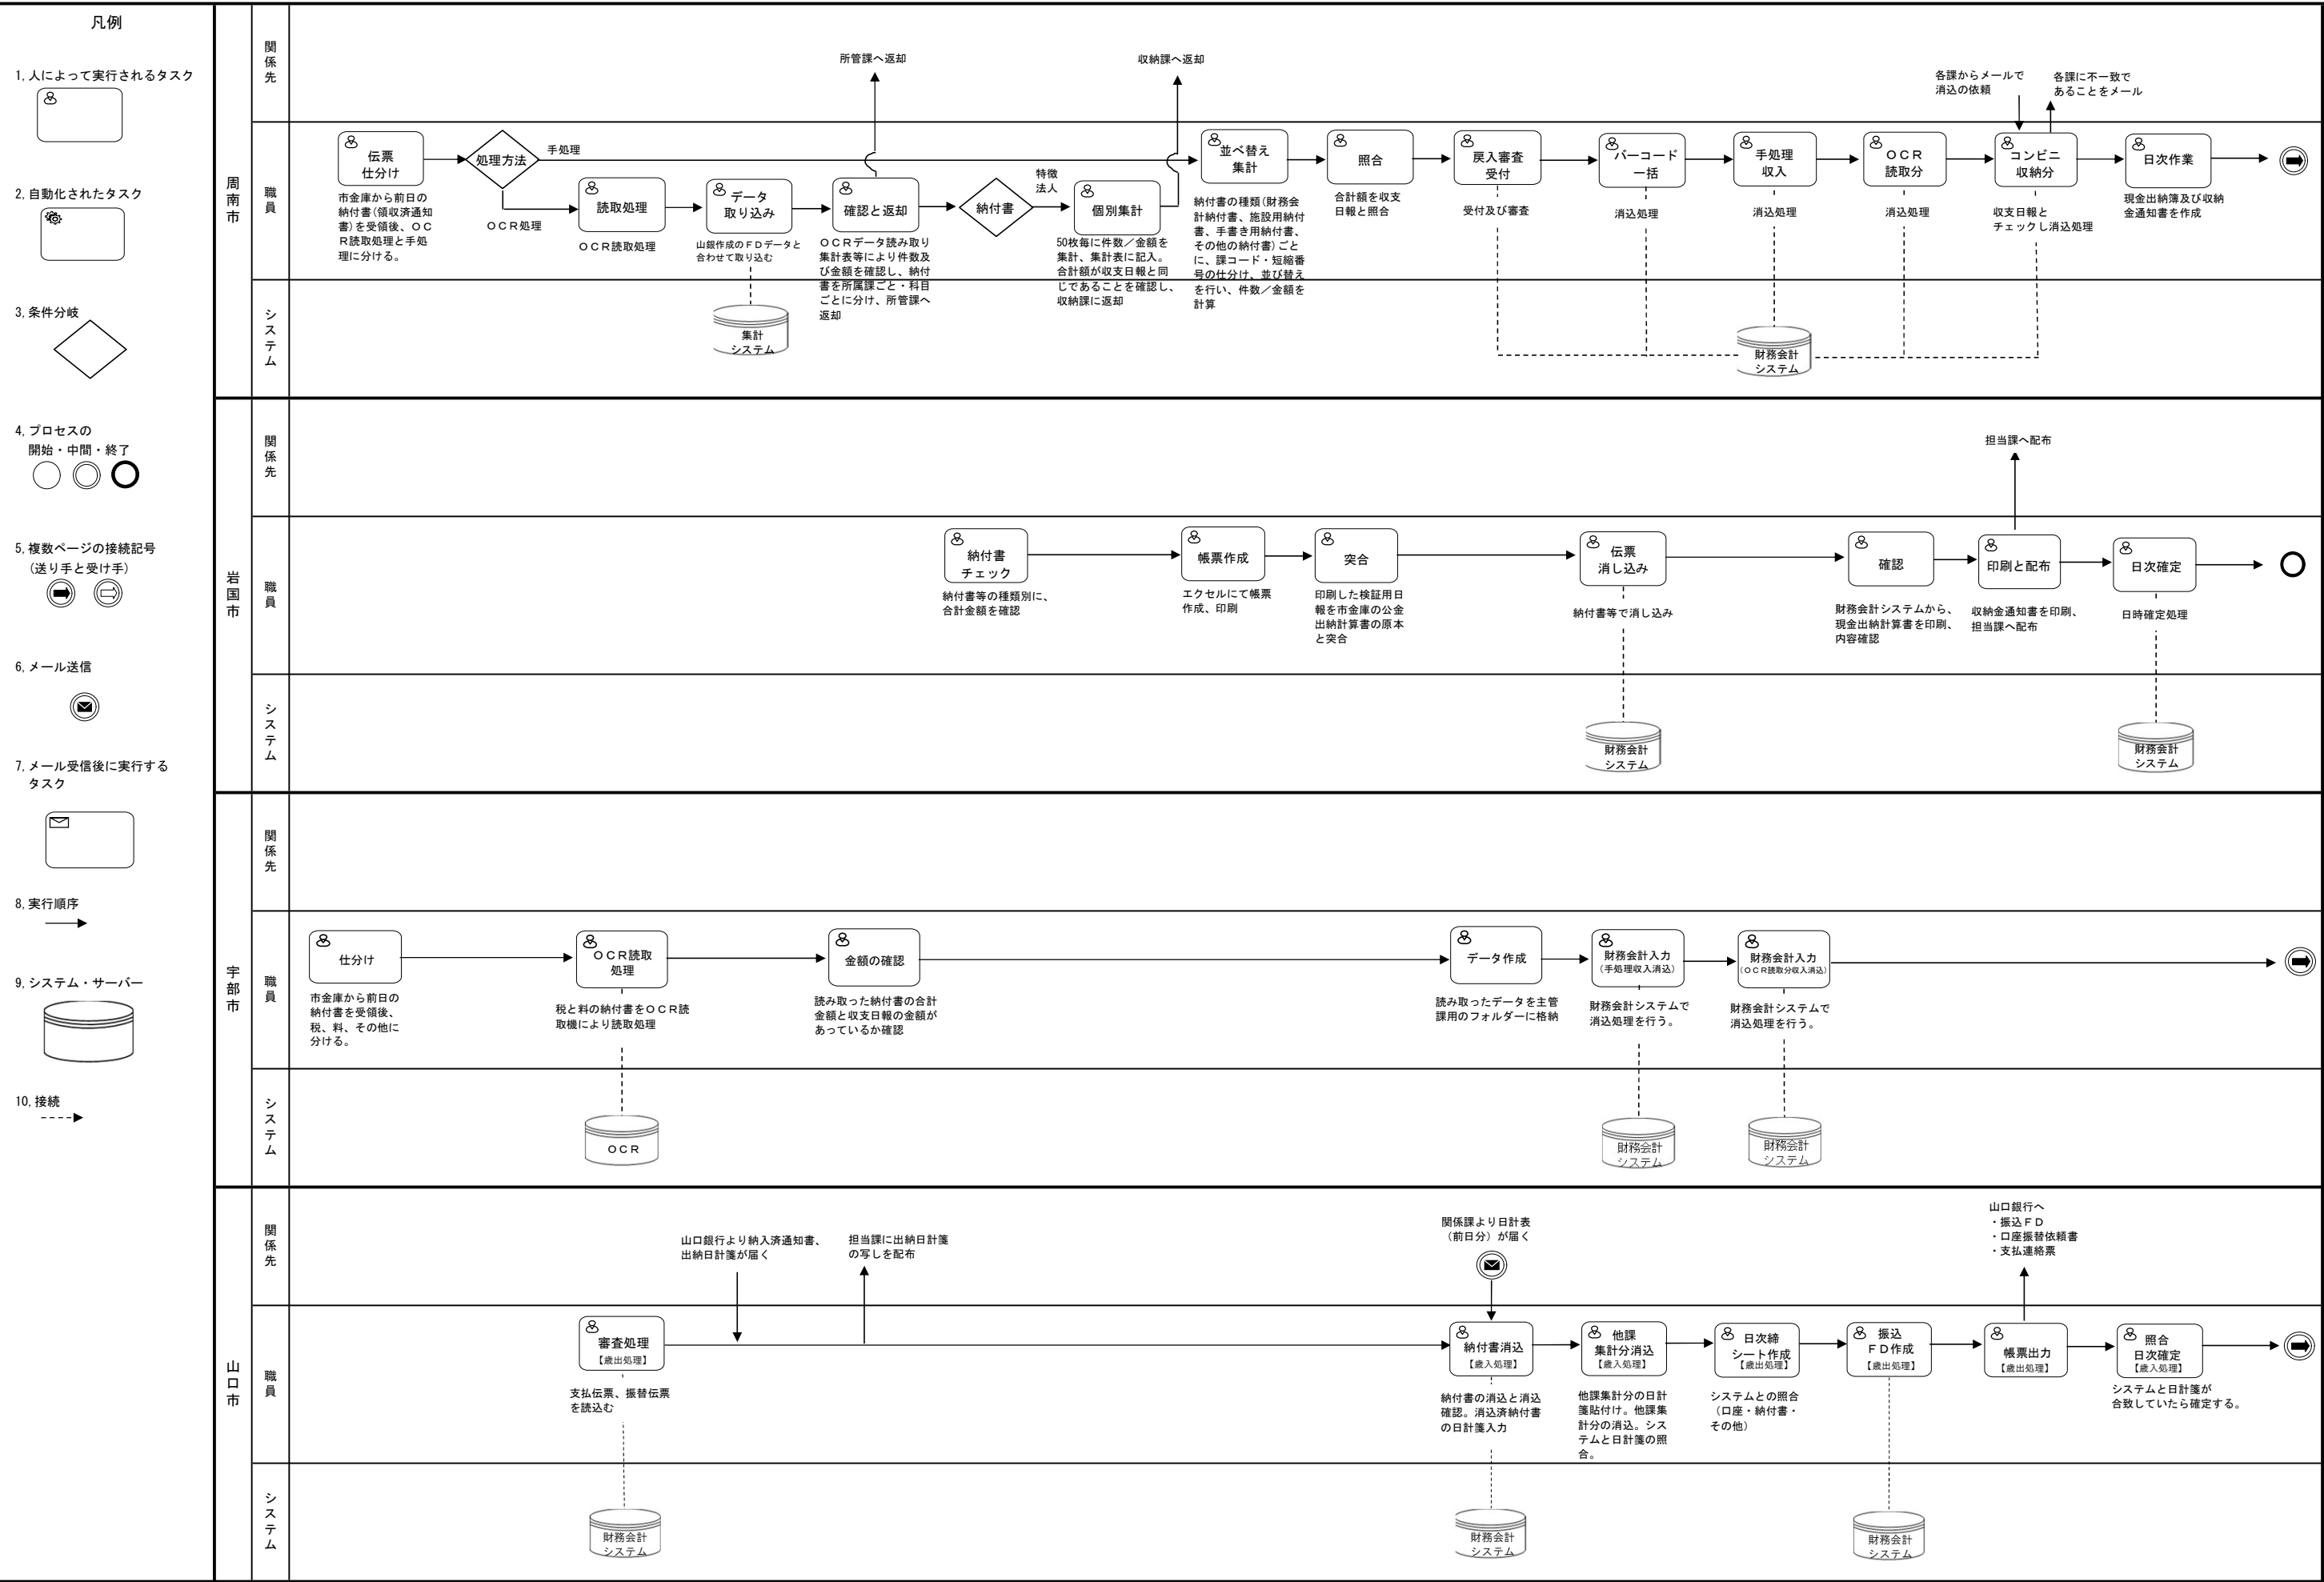 凡例
1,人によって実行されるタスク
2,自動化されたタスク
3,条件分岐
4,プロセスの
開始・中間・終了
5,複数ページの接続記号
(送り手と受け手)
6,メール送信
7,メール受信後に実行する
タスク
8,実行順序
9,システム・サーバー
10,接続
周南市
関係先
所管課へ返却
収納課へ返却
各課からメールで
消込の依頼
各課に不一致で
あることをメール
職員
伝票
仕分け
市金庫から前日の
納付書(領収済通知
書)を受領後、ОC
R読取処理と手処
理に分ける。
処理方法
手処理
OCR処理
読取処理
OCR読取処理
データ
取り込み
山銀作成のFDデータと
合わせて取り込む
確認と返却
OCRデータ読み取り
集計表等により件数及
び金額を確認し、納付
書を所属課ごと・科目
ごとに分け、所管課へ
返却
納付書
特徴
法人
個別集計
50枚毎に件数/金額を
集計、集計表に記入。
合計額が収支日報と同
じであることを確認し、
収納課に返却
並べ替え
集計
納付書の種類(財務会
計納付書、施設用納付
書、手書き用納付書、
その他の納付書)ごと
に、課コード・短縮番
号の仕分け、並び替え
を行い、件数/金額を
計算
照合
合計額を収支
日報と照合
戻入審査
受付
受付及び審査
バーコード
一括
消込処理
手処理
収入
消込処理
OCR
読取分
消込処理
コンビニ
収納分
収支日報と
チェックし消込処理
日次作業
現金出納簿及び収納
金通知書を作成
システム
集計
システム
財務会計
システム
岩国市
関係先
担当課へ配布
職員
納付書
チェック
納付書等の種類別に、
合計金額を確認
帳票作成
エクセルにて帳票
作成、印刷
突合
印刷した検証用日
報を市金庫の公金
出納計算書の原本
と突合
伝票
消し込み
納付書等で消し込み
確認
財務会計システムから、
現金出納計算書を印刷、
内容確認
印刷と配布
収納金通知書を印刷、
担当課へ配布
日次確定
日時確定処理
システム
財務会計
システム
財務会計
システム
宇部市
関係先
職員
仕分け
市金庫から前日の
納付書を受領後、
税、料、その他に
分ける。
OCR読取
処理
税と料の納付書をOCR読
取機により読取処理
金額の確認
読み取った納付書の合計
金額と収支日報の金額が
あっているか確認
データ作成
読み取ったデータを主管
課用のフォルダーに格納
財務会計入力
(手処理収入消込)
財務会計システムで
消込処理を行う。
財務会計入力
(OCR読取分収入消込)
財務会計システムで
消込処理を行う。
システム
OCR
財務会計
システム
財務会計
システム
山口市
関係先
山口銀行より納入済通知書、
出納日計箋が届く
担当課に出納日計箋
の写しを配布
関係課より日計表
(前日分)が届く
山口銀行へ
・振込FD
・口座振替依頼書
・支払連絡票
職員
審査処理
【歳出処理】
支払伝票、振替伝票
を読込む
納付書消込
【歳入処理】
納付書の消込と消込
確認。消込済納付書
の日計箋入力
他課
集計分消込
【歳入処理】
他課集計分の日計
箋貼付け。他課集
計分の消込。シス
テムと日計箋の照
合。
日次締
シート作成
【歳出処理】
システムとの照合
(口座・納付書・
その他)
振込
FD作成
【歳出処理】
帳票出力
【歳出処理】
照合
日次確定
【歳入処理】
システムと日計箋が
合致していたら確定する。
システム
財務会計
システム
財務会計
システム
財務会計
システム